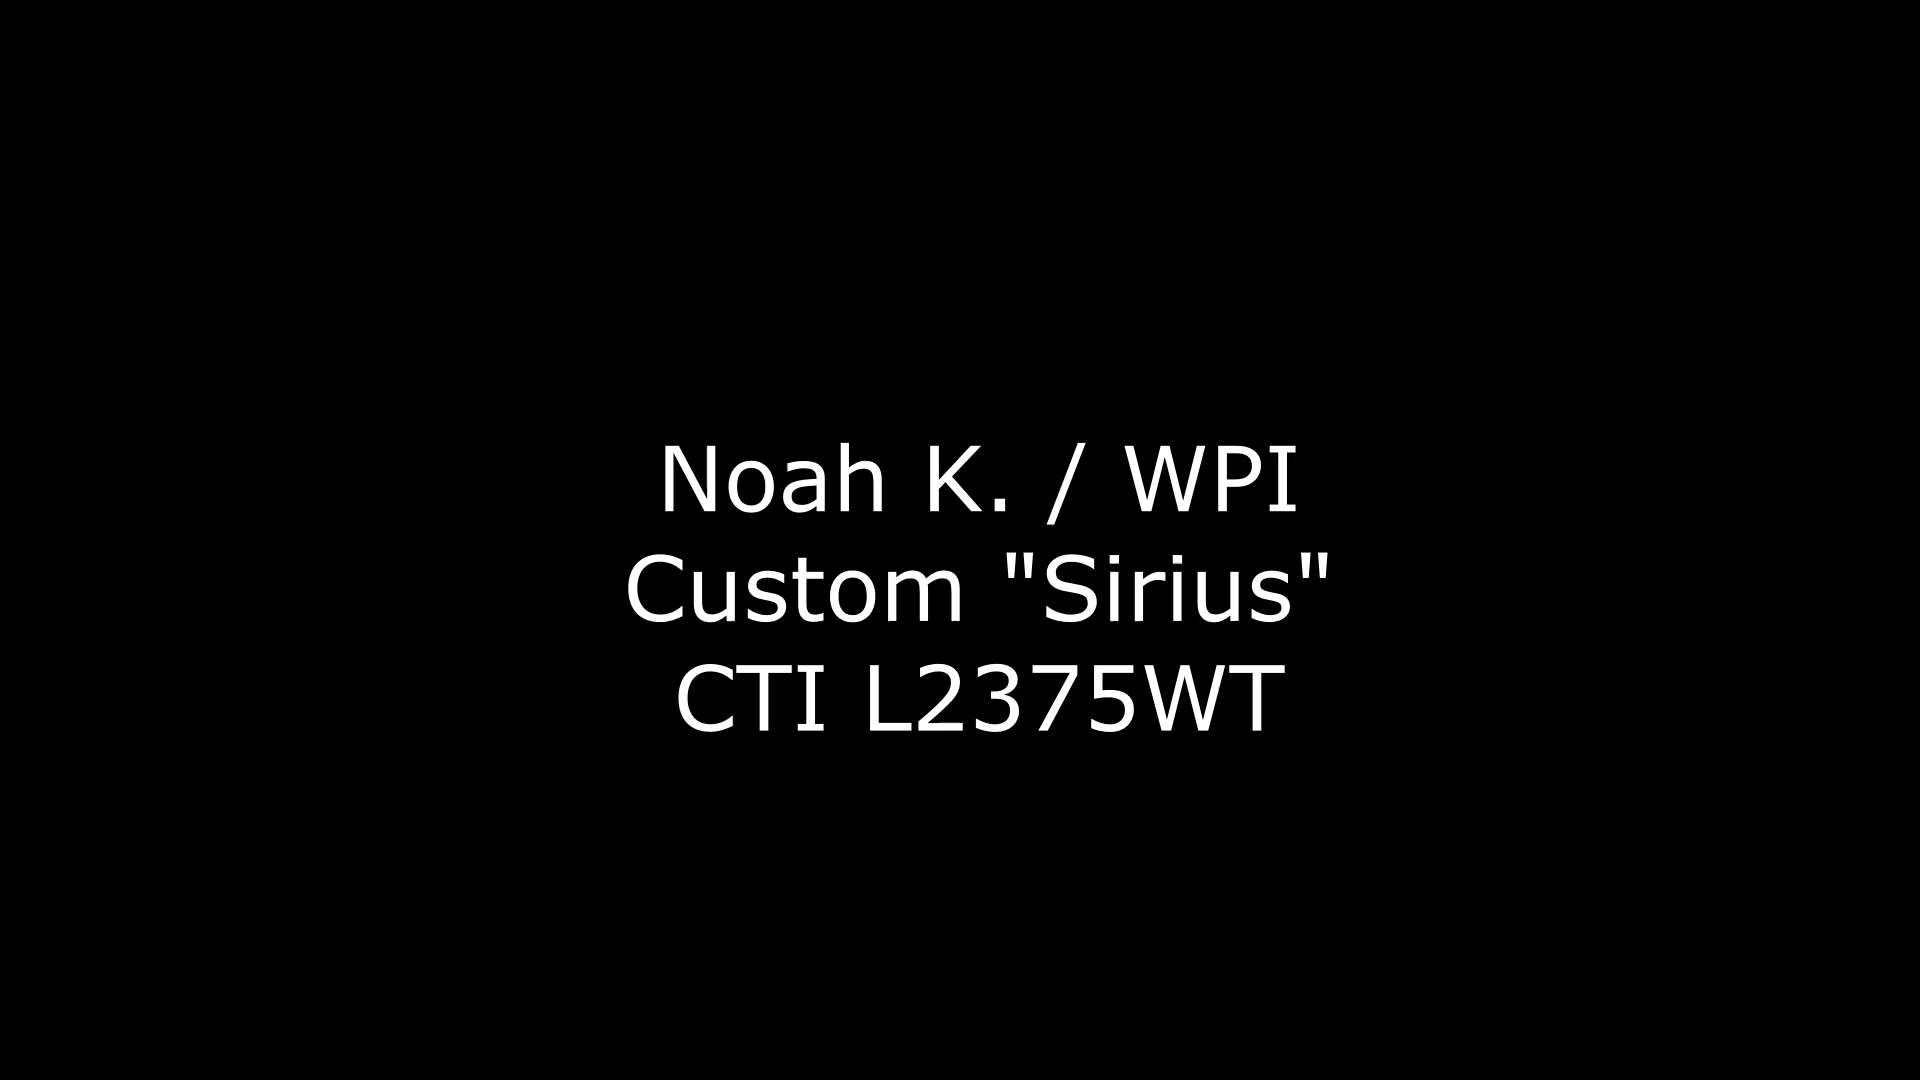 Noah K. / WPI
Custom "Sirius"
CTI L2375WT